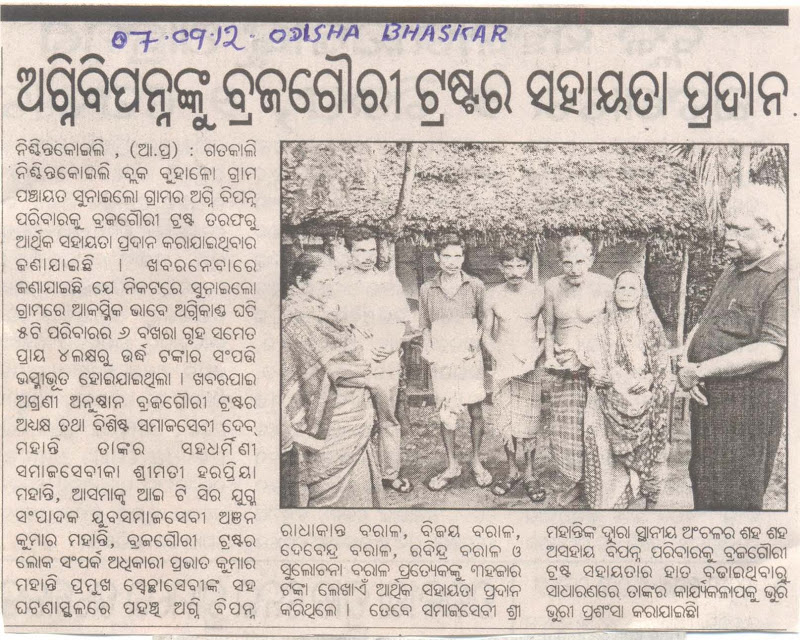 07.09.12. ODISHA BHASKAR
ଅଗ୍ନିବିପନ୍ନଙ୍କୁ ବ୍ରଜଗୌରୀ ଟ୍ରଷ୍ଟର ସହାୟତା ପ୍ରଦାନ
ନିଶ୍ଚିନ୍ତକୋଇଲି , (ଆ.ପ୍ର) : ଗତକାଲି
ନିଶ୍ଚିନ୍ତକୋଇଲି ବ୍ଲକ ବୁହାଳୋ ଗ୍ରାମ
ପଞ୍ଚାୟତ ସୁନାଇଲୋ ଗ୍ରାମର ଅଗ୍ନି ବିପନ୍ନ
ପରିବାରକୁ ବ୍ରଜଗୌରୀ ଟ୍ରଷ୍ଟ ତରଫରୁ
ଆର୍ଥିକ ସହାୟତା ପ୍ରଦାନ କରାଯାଇଥିବାର
ଜଣାଯାଇଛି । ଖବରନେବାରେ
ଜଣାଯାଇଛି ଯେ ନିକଟରେ ସୁନାଇଲୋ
ଗ୍ରାମରେ ଆକସ୍ମିକ ଭାବେ ଅଗ୍ନିକାଣ୍ଡ ଘଟି
୫ଟି ପରିବାରର ୬ ବଖରା ଗୃହ ସମେତ
ପ୍ରାୟ ୪ଲକ୍ଷରୁ ଉର୍ଦ୍ଧ ଟଙ୍କାର ସଂପତ୍ତି
ଭସ୍ମୀଭୂତ ହୋଇଯାଇଥିଲା । ଖବରପାଇ
ଅଗ୍ରଣୀ ଅନୁଷ୍ଠାନ ବ୍ରଜଗୌରୀ ଟ୍ରଷ୍ଟର
ଅଧ୍ୟକ୍ଷ ତଥା ବିଶିଷ୍ଟ ସମାଜସେବୀ ଦେବ୍
ମହାନ୍ତି ତାଙ୍କର ସହଧର୍ମିଣୀ
ସମାଜସେବୀକା ଶ୍ରୀମତୀ ହରପ୍ରିୟା
ମହାନ୍ତି, ଆସମାକ୍ ଆଇ ଟି ସିର ଯୁଗ୍ମ
ସଂପାଦକ ଯୁବସମାଜସେବୀ ଅଞ୍ଜନ
କୁମାର ମହାନ୍ତି, ବ୍ରଜଗୌରୀ ଟ୍ରଷ୍ଟର
ଲୋକ ସଂପର୍କ ଅଧିକାରୀ ପ୍ରଭାତ କୁମାର
ମହାନ୍ତି ପ୍ରମୁଖ ସ୍ବେଚ୍ଛାସେବୀଙ୍କ ସହ
ଘଟଣାସ୍ଥଳରେ ପହଞ୍ଚି ଅଗ୍ନି ବିପନ୍ନ
ରାଧାକାନ୍ତ ବରାଳ, ବିଜୟ ବରାଳ,
ଦେବେନ୍ଦ୍ର ବରାଳ, ରବିନ୍ଦ୍ର ବରାଳ ଓ
ସୁଲୋଚନା ବରାଳ ପ୍ରତ୍ୟେକଙ୍କୁ ୩ହଜାର
ଟଙ୍କା ଲେଖାଏଁ ଆର୍ଥିକ ସହାୟତା ପ୍ରଦାନ
କରିଥିଲେ । ତେବେ ସମାଜସେବୀ ଶ୍ରୀ
ମହାନ୍ତିଙ୍କ ଦ୍ଵାରା ସ୍ଥାନୀୟ ଅଂଚଳର ଶହ ଶହ
ଅସହାୟ ବିପନ୍ନ ପରିବାରକୁ ବ୍ରଜଗୌରୀ
ଟ୍ରଷ୍ଟ ସହାୟତାର ହାତ ବଢାଇଥିବାରୁ
ସାଧାରଣରେ ତାଙ୍କର କାର୍ଯ୍ୟକଳାପକୁ ଭୁରି
ଭୁରୀ ପ୍ରଶଂସା କରାଯାଇଛି।